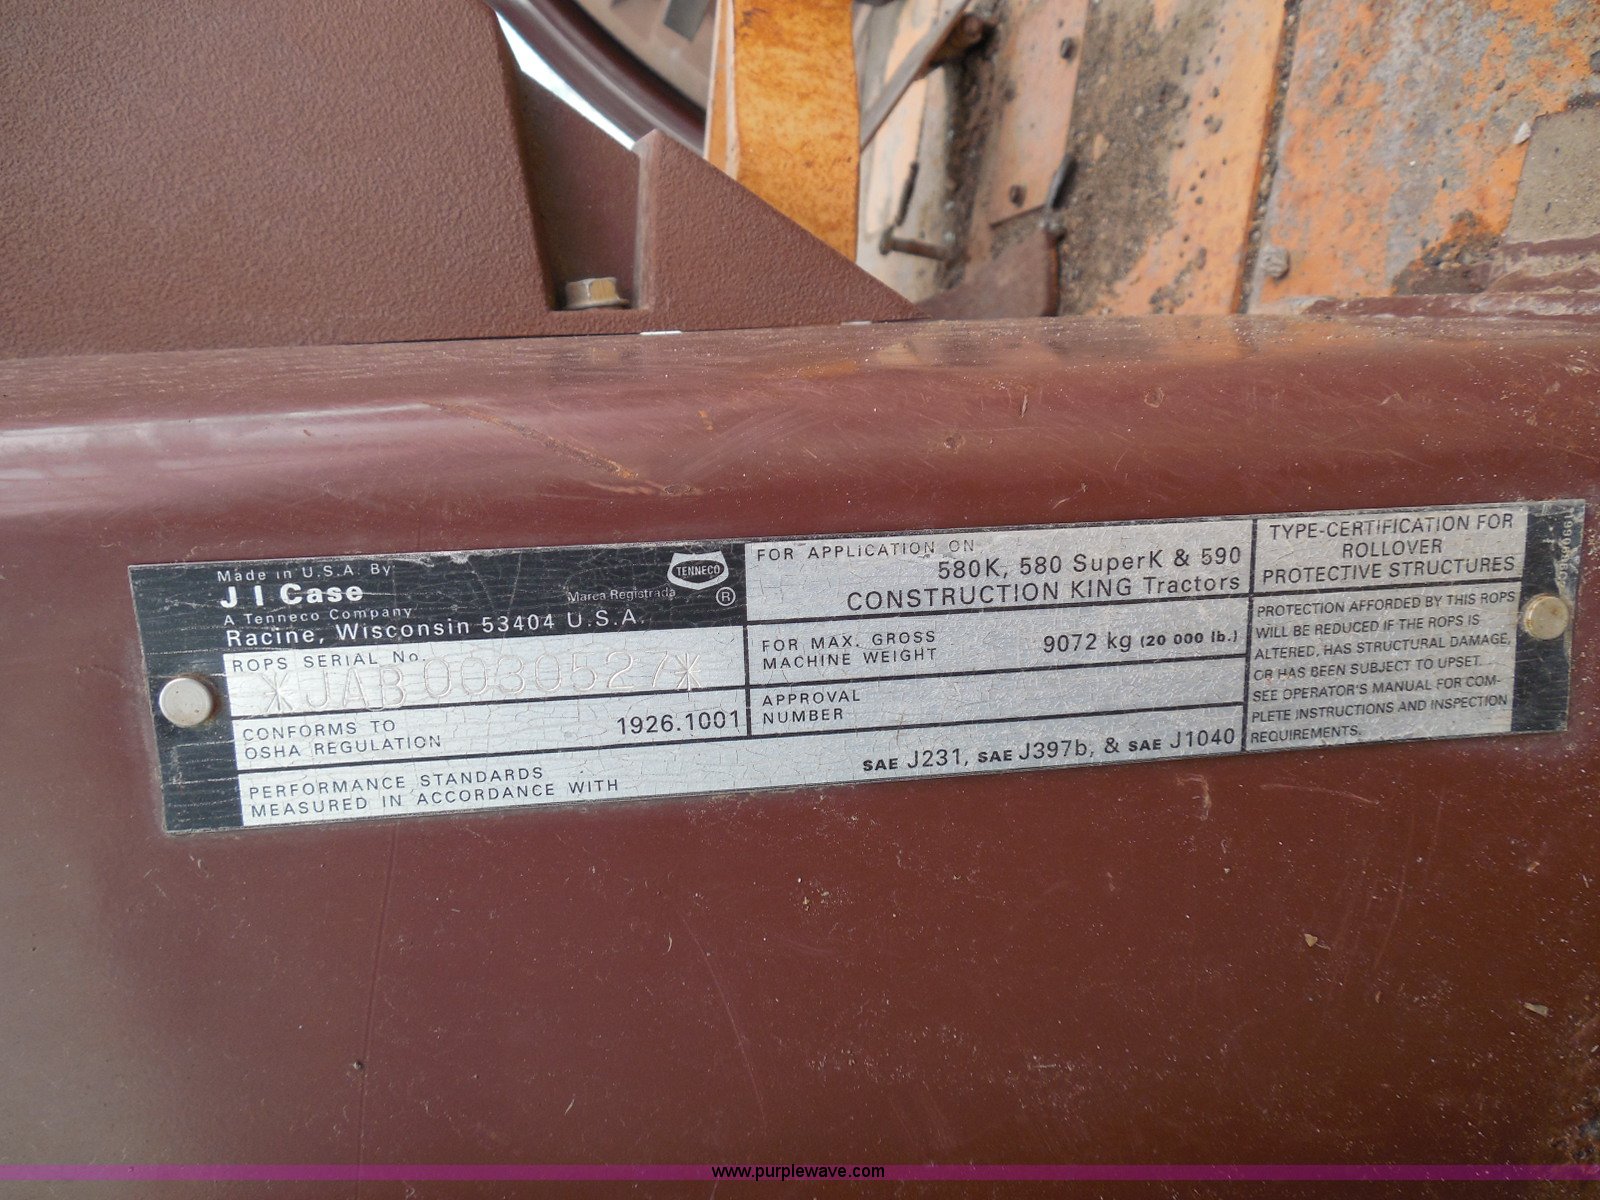 Made in U.S.A. By
J I Case
A Tenneco Company
Racine, Wisconsin 53404 U.S.A.
TENNECO
Marca Registrada ®
ROPS SERIAL No.
*JAB0030527*
CONFORMS TO
OSHA REGULATION 1926.1001
PERFORMANCE STANDARDS
MEASURED IN ACCORDANCE WITH
SAE J231, SAE J397b, & SAE J1040
FOR APPLICATION ON
580K, 580 SuperK & 590
CONSTRUCTION KING Tractors
FOR MAX. GROSS
MACHINE WEIGHT 9072 kg (20 000 lb.)
APPROVAL
NUMBER
TYPE-CERTIFICATION FOR
ROLLOVER
PROTECTIVE STRUCTURES
PROTECTION AFFORDED BY THIS ROPS
WILL BE REDUCED IF THE ROPS IS
ALTERED, HAS STRUCTURAL DAMAGE,
OR HAS BEEN SUBJECT TO UPSET.
SEE OPERATOR'S MANUAL FOR COM-
PLETE INSTRUCTIONS AND INSPECTION
REQUIREMENTS.
www.purplewave.com